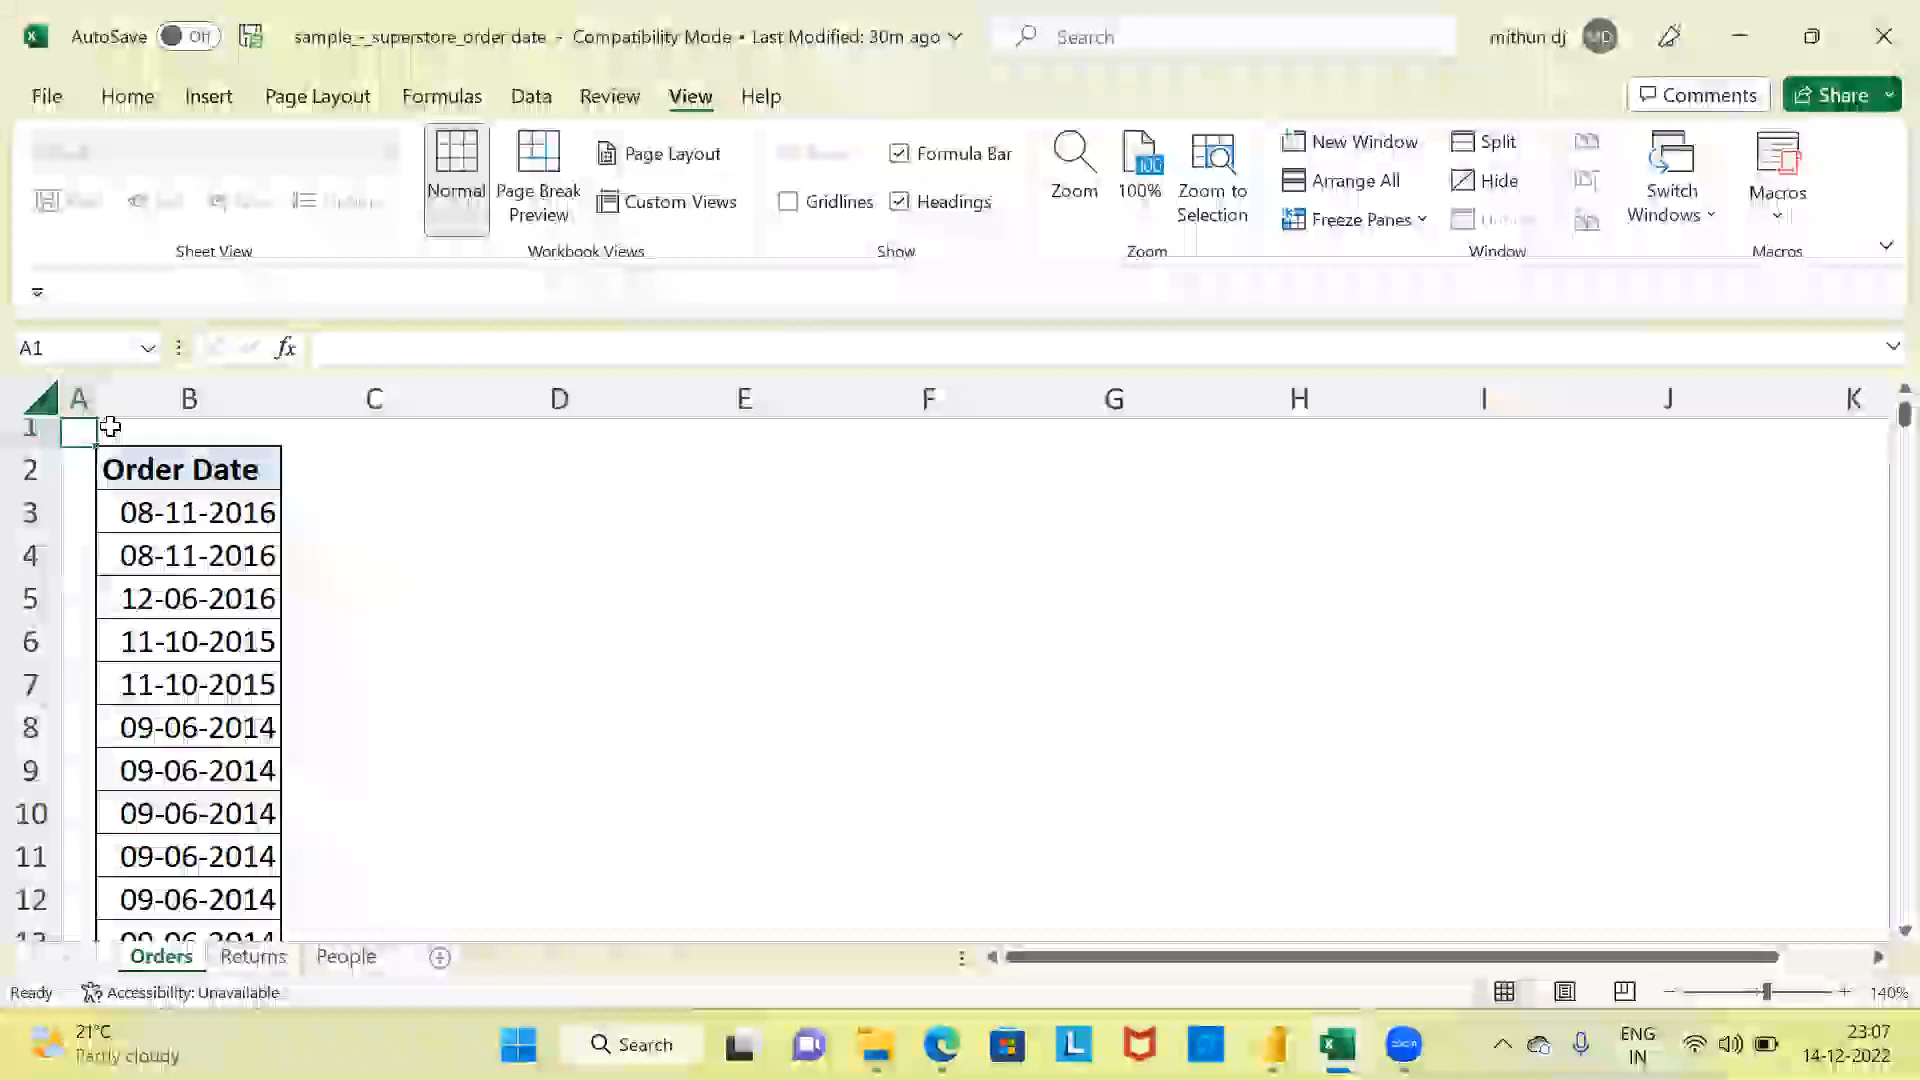 AutoSave Off sample_-_superstore_order date - Compatibility Mode • Last Modified: 30m ago Search mithun dj MD
File Home Insert Page Layout Formulas Data Review View Help Comments Share
Normal
Page Break
Preview
Page Layout
Custom Views
Formula Bar
Gridlines Headings
Zoom
100%
Zoom to
Selection
New Window
Arrange All
Freeze Panes
Split
Hide
Switch
Windows
Macros
Sheet View Workbook Views Show Zoom Window Macros
A1 fx
A B C D E F G H I J K
1
2 Order Date
3 08-11-2016
4 08-11-2016
5 12-06-2016
6 11-10-2015
7 11-10-2015
8 09-06-2014
9 09-06-2014
10 09-06-2014
11 09-06-2014
12 09-06-2014
13 09-06-2014
Orders Returns People
Ready Accessibility: Unavailable 140%
21°C
Partly cloudy
Search
ENG
IN
23:07
14-12-2022